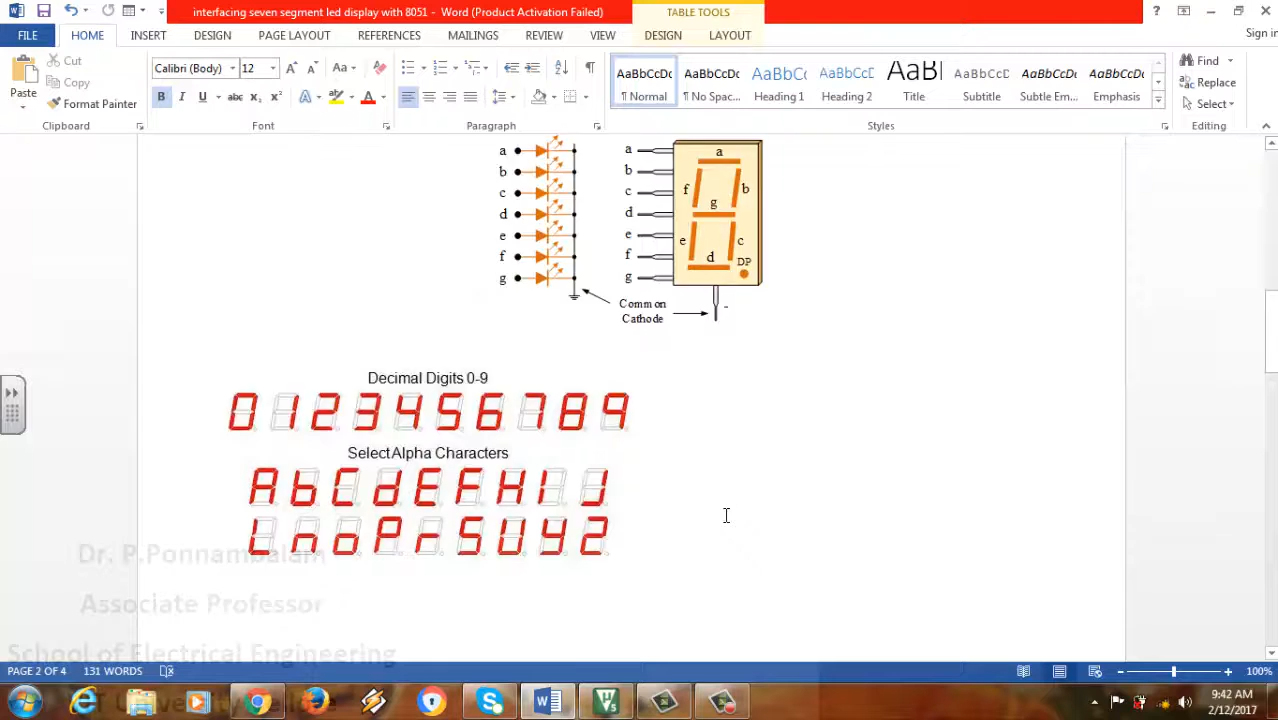 interfacing seven segment led display with 8051 - Word (Product Activation Failed)
TABLE TOOLS
FILE HOME INSERT DESIGN PAGE LAYOUT REFERENCES MAILINGS REVIEW VIEW DESIGN LAYOUT Sign in
Paste
Cut
Copy
Format Painter
Calibri (Body) 12
AaBbCcDc AaBbCcDc AaBbCc AaBbCcD AaBl AaBbCcD AaBbCcDc AaBbCcDc
¶ Normal ¶ No Spac... Heading 1 Heading 2 Title Subtitle Subtle Em... Emphasis
Find
Replace
Select
Clipboard Font Paragraph Styles Editing
a
b
c
d
e
f
g
a
b
c
d
e
f
g
a
f b
g
e c
d
DP
Common
Cathode
-
Decimal Digits 0-9
0 1 2 3 4 5 6 7 8 9
Select Alpha Characters
A b C d E F H I J
L n o P r S U Y 2
Dr. P.Ponnambalam
Associate Professor
School of Electrical Engineering
PAGE 2 OF 4 131 WORDS 100%
9:42 AM
2/12/2017